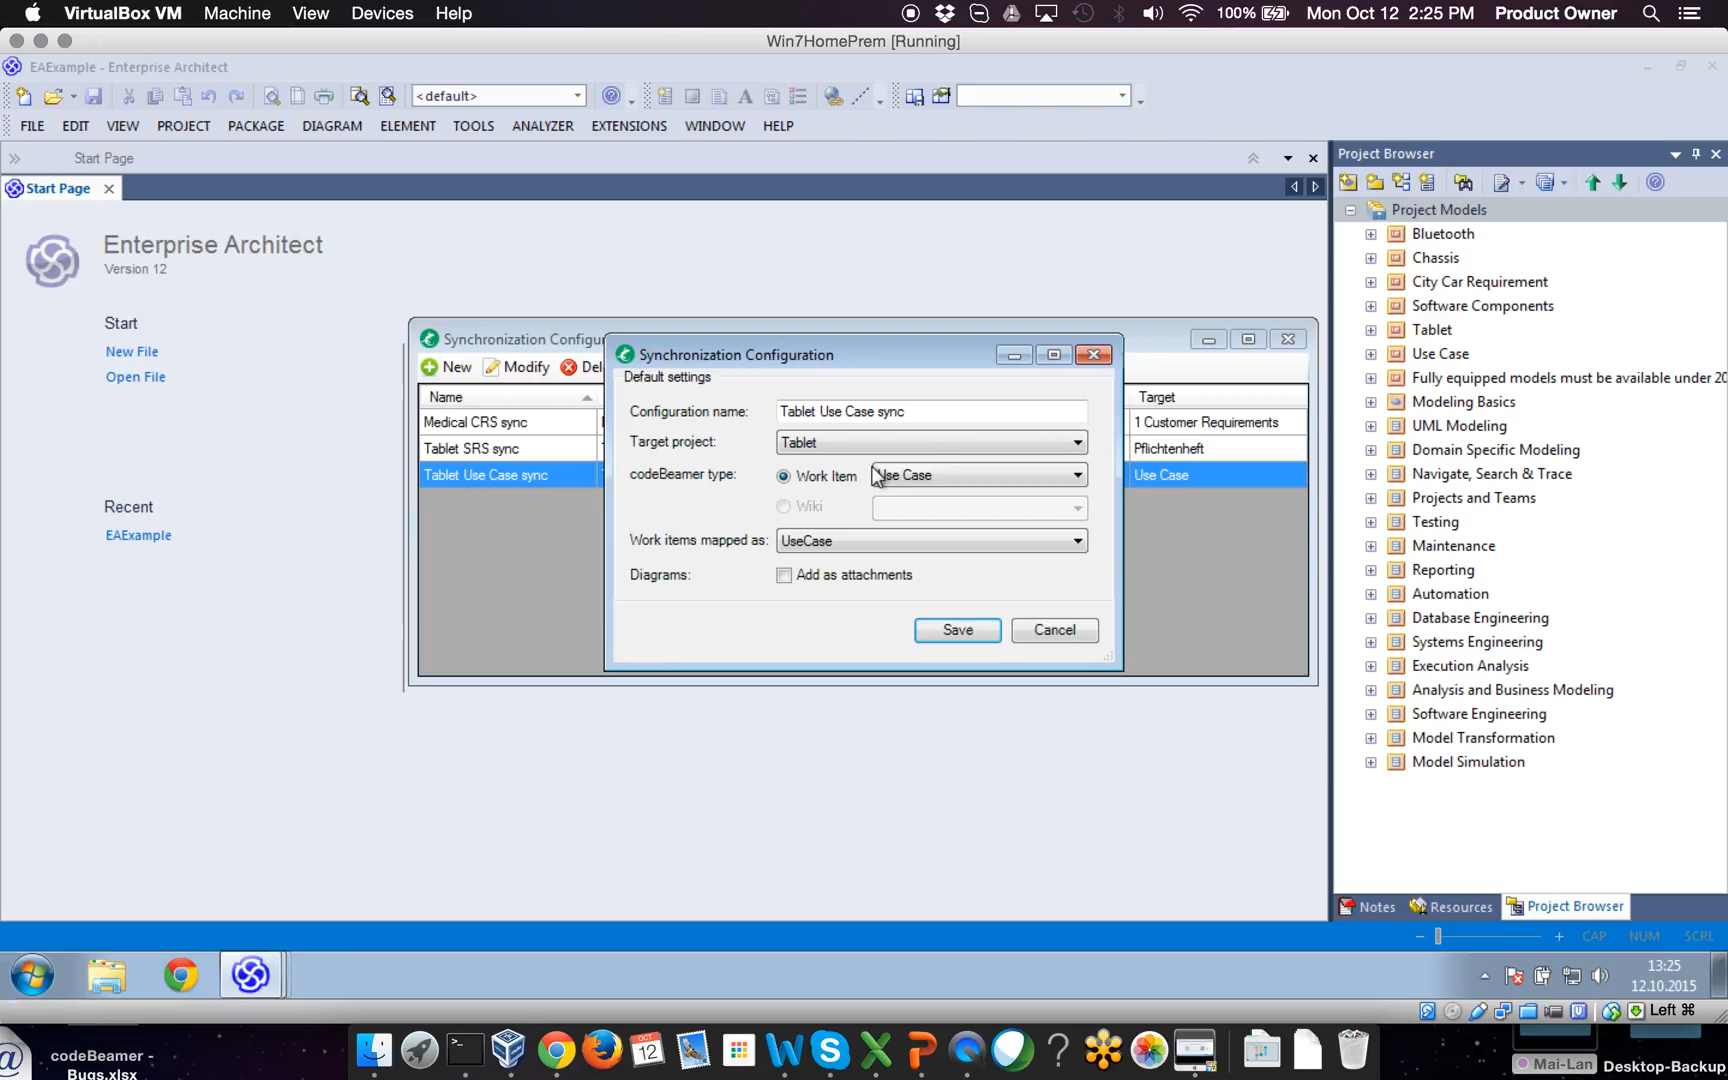 VirtualBox VM Machine View Devices Help 100% Mon Oct 12 2:25 PM Product Owner
Win7HomePrem [Running]
EAExample - Enterprise Architect
<default>
FILE EDIT VIEW PROJECT PACKAGE DIAGRAM ELEMENT TOOLS ANALYZER EXTENSIONS WINDOW HELP
Start Page
Start Page
Enterprise Architect
Version 12
Start
New File
Open File
Recent
EAExample
Synchronization Configur
New Modify Del
Name Target
Medical CRS sync 1 Customer Requirements
Tablet SRS sync Pflichtenheft
Tablet Use Case sync Use Case
Synchronization Configuration
Default settings
Configuration name: Tablet Use Case sync
Target project: Tablet
codeBeamer type: Work Item Use Case
Wiki
Work items mapped as: UseCase
Diagrams: Add as attachments
Save Cancel
Project Browser
Project Models
Bluetooth
Chassis
City Car Requirement
Software Components
Tablet
Use Case
Fully equipped models must be available under 20
Modeling Basics
UML Modeling
Domain Specific Modeling
Navigate, Search & Trace
Projects and Teams
Testing
Maintenance
Reporting
Automation
Database Engineering
Systems Engineering
Execution Analysis
Analysis and Business Modeling
Software Engineering
Model Transformation
Model Simulation
Notes Resources Project Browser
CAP NUM SCRL
13:25
12.10.2015
Left ⌘
codeBeamer -
Bugs.xlsx
OCT
12
Mai-Lan Desktop-Backup